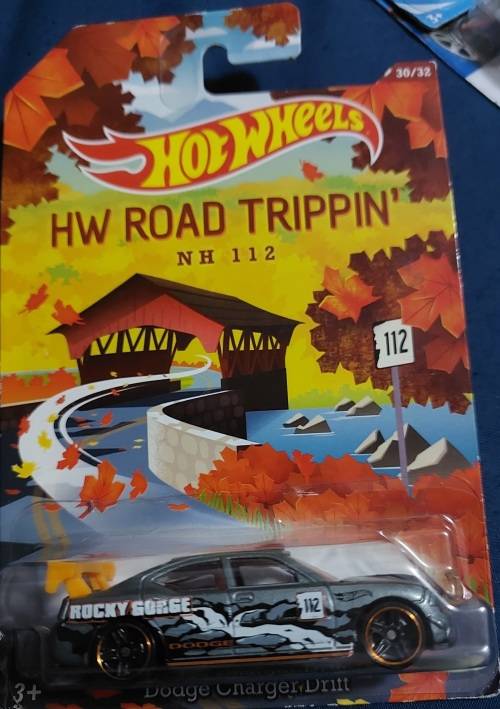 30/32
HOT WHEELS
HW ROAD TRIPPIN'
NH 112
112
ROCKY GORGE
112
DODGE
3+
Dodge Charger Drift